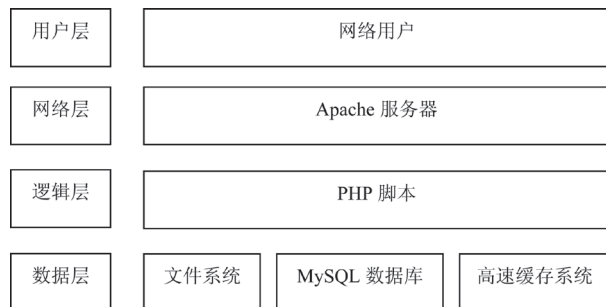 用户层 网络用户
网络层 Apache 服务器
逻辑层 PHP 脚本
数据层 文件系统 MySQL 数据库 高速缓存系统